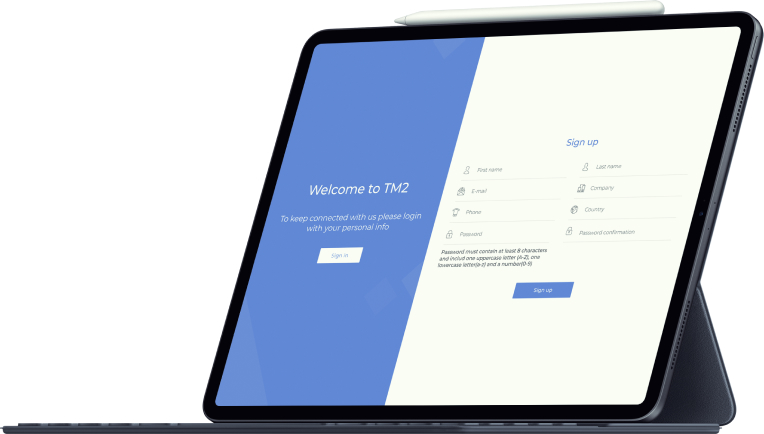 Welcome to TM2
To keep connected with us please login
with your personal info
Sign in
Sign up
First name
Last name
E-mail
Company
Phone
Country
Password
Password confirmation
Password must contain at least 8 characters
and includ one uppercase letter (A-Z), one
lowercase letter(a-z) and a number(0-9)
Sign up